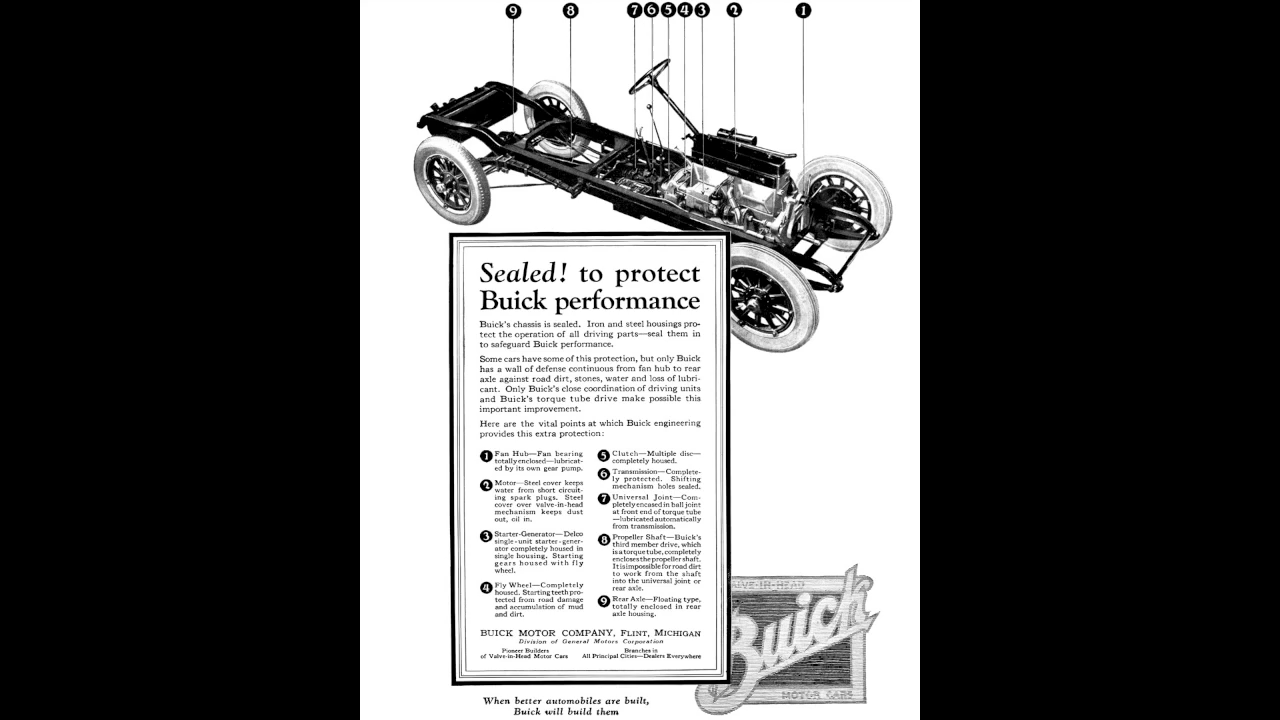 9 8 7 6 5 4 3 2 1
Sealed! to protect
Buick performance
Buick's chassis is sealed. Iron and steel housings pro-
tect the operation of all driving parts—seal them in
to safeguard Buick performance.
Some cars have some of this protection, but only Buick
has a wall of defense continuous from fan hub to rear
axle against road dirt, stones, water and loss of lubri-
cant. Only Buick's close coordination of driving units
and Buick's torque tube drive make possible this
important improvement.
Here are the vital points at which Buick engineering
provides this extra protection:
1 Fan Hub—Fan bearing
totally enclosed—lubricat-
ed by its own gear pump.
2 Motor—Steel cover keeps
water from short circuit-
ing spark plugs. Steel
cover over valve-in-head
mechanism keeps dust
out, oil in.
3 Starter-Generator—Delco
single-unit starter-gener-
ator completely housed in
single housing. Starting
gears housed with fly
wheel.
4 Fly Wheel—Completely
housed. Starting teeth pro-
tected from road damage
and accumulation of mud
and dirt.
5 Clutch—Multiple disc—
completely housed.
6 Transmission—Complete-
ly protected. Shifting
mechanism holes sealed.
7 Universal Joint—Com-
pletely encased in ball joint
at front end of torque tube
—lubricated automatically
from transmission.
8 Propeller Shaft—Buick's
third member drive, which
is a torque tube, completely
encloses the propeller shaft.
It is impossible for road dirt
to work from the shaft
into the universal joint or
rear axle.
9 Rear Axle—Floating type,
totally enclosed in rear
axle housing.
BUICK MOTOR COMPANY, FLINT, MICHIGAN
Division of General Motors Corporation
Pioneer Builders
of Valve-in-Head Motor Cars
Branches in
All Principal Cities—Dealers Everywhere
VALVE-IN-HEAD
Buick
MOTOR CARS
When better automobiles are built,
Buick will build them